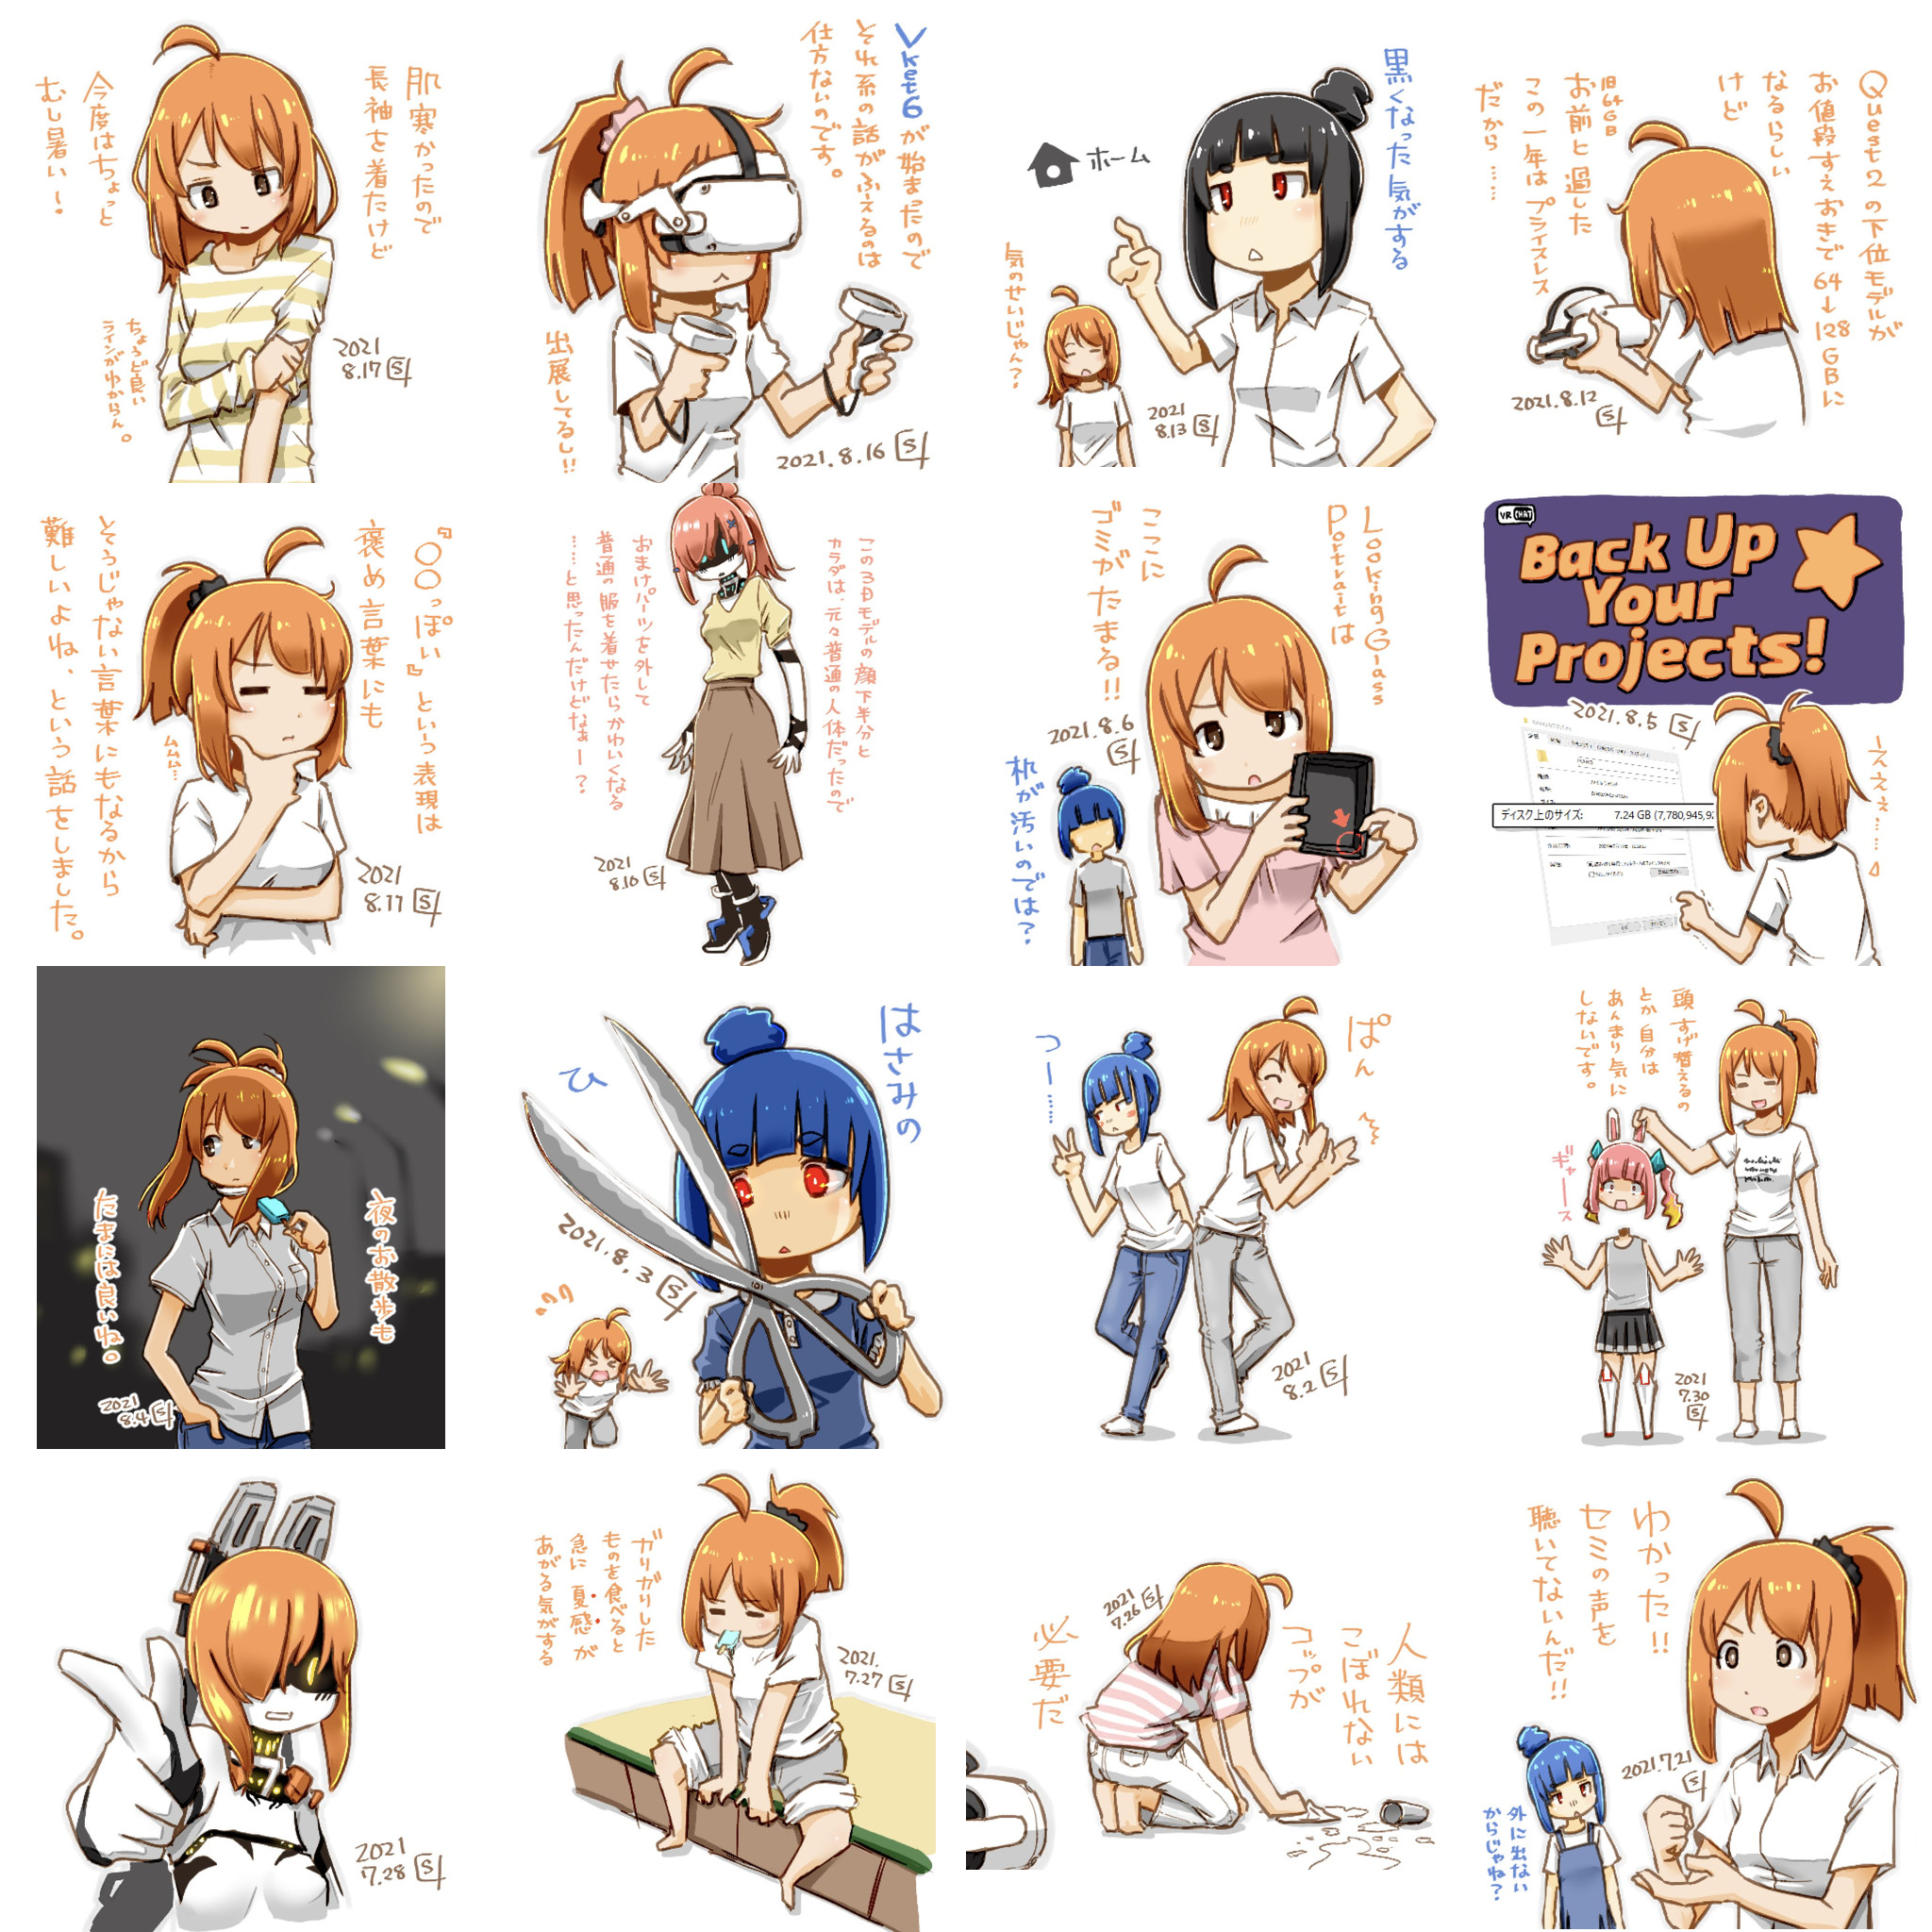 肌寒かったので
長袖を着たけど
今度はちょっと
むし暑い！
ちょうど良い
ラインがわからん。
2021
8.17
Vket6が始まったので
それ系の話がふえるのは
仕方ないのです。
出展してるし!!
2021.8.16
黒くなった気がする
ホーム
気のせいじゃん？
2021
8.13
Quest2の下位モデルが
お値段すえおきで64→128GBに
なるらしい
けど
旧64GB
お前と過した
この一年はプライスレス
だから……
2021.8.12
『〇〇っぽい』という表現は
褒め言葉にも
そうじゃない言葉にもなるから
難しいよね、という話をしました。
ムムム…
2021
8.11
この3Dモデルの顔下半分と
カラダは、元々普通の人体だったので
おまけパーツを外して
普通の服を着せたらかわいくなる
……と思ったんだけどなぁー？
2021
8.10
LookingGlass
Portraitは
ここに
ゴミがたまる!!
2021.8.6
机が汚いのでは？
VRCHAT
Back Up
Your
Projects!
2021.8.5
ディスク上のサイズ: 7.24 GB (7,780,945,92
ーえええ……
夜のお散歩も
たまには良いね。
2021
8.4
はさみの
ひ
2021.8.3
ぱん
つー……
2021
8.2
頭すげ替えるの
とか自分は
あんまり気に
しないです。
ギャース
2021
7.30
2021
7.28
ガリガリした
ものを食べると
急に夏感が
あがる気がする
2021.
7.27
人類には
こぼれない
コップが
必要だ
2021
7.26
わかった!!
セミの声を
聴いてないんだ!!
2021.7.21
外に出ない
からじゃね？